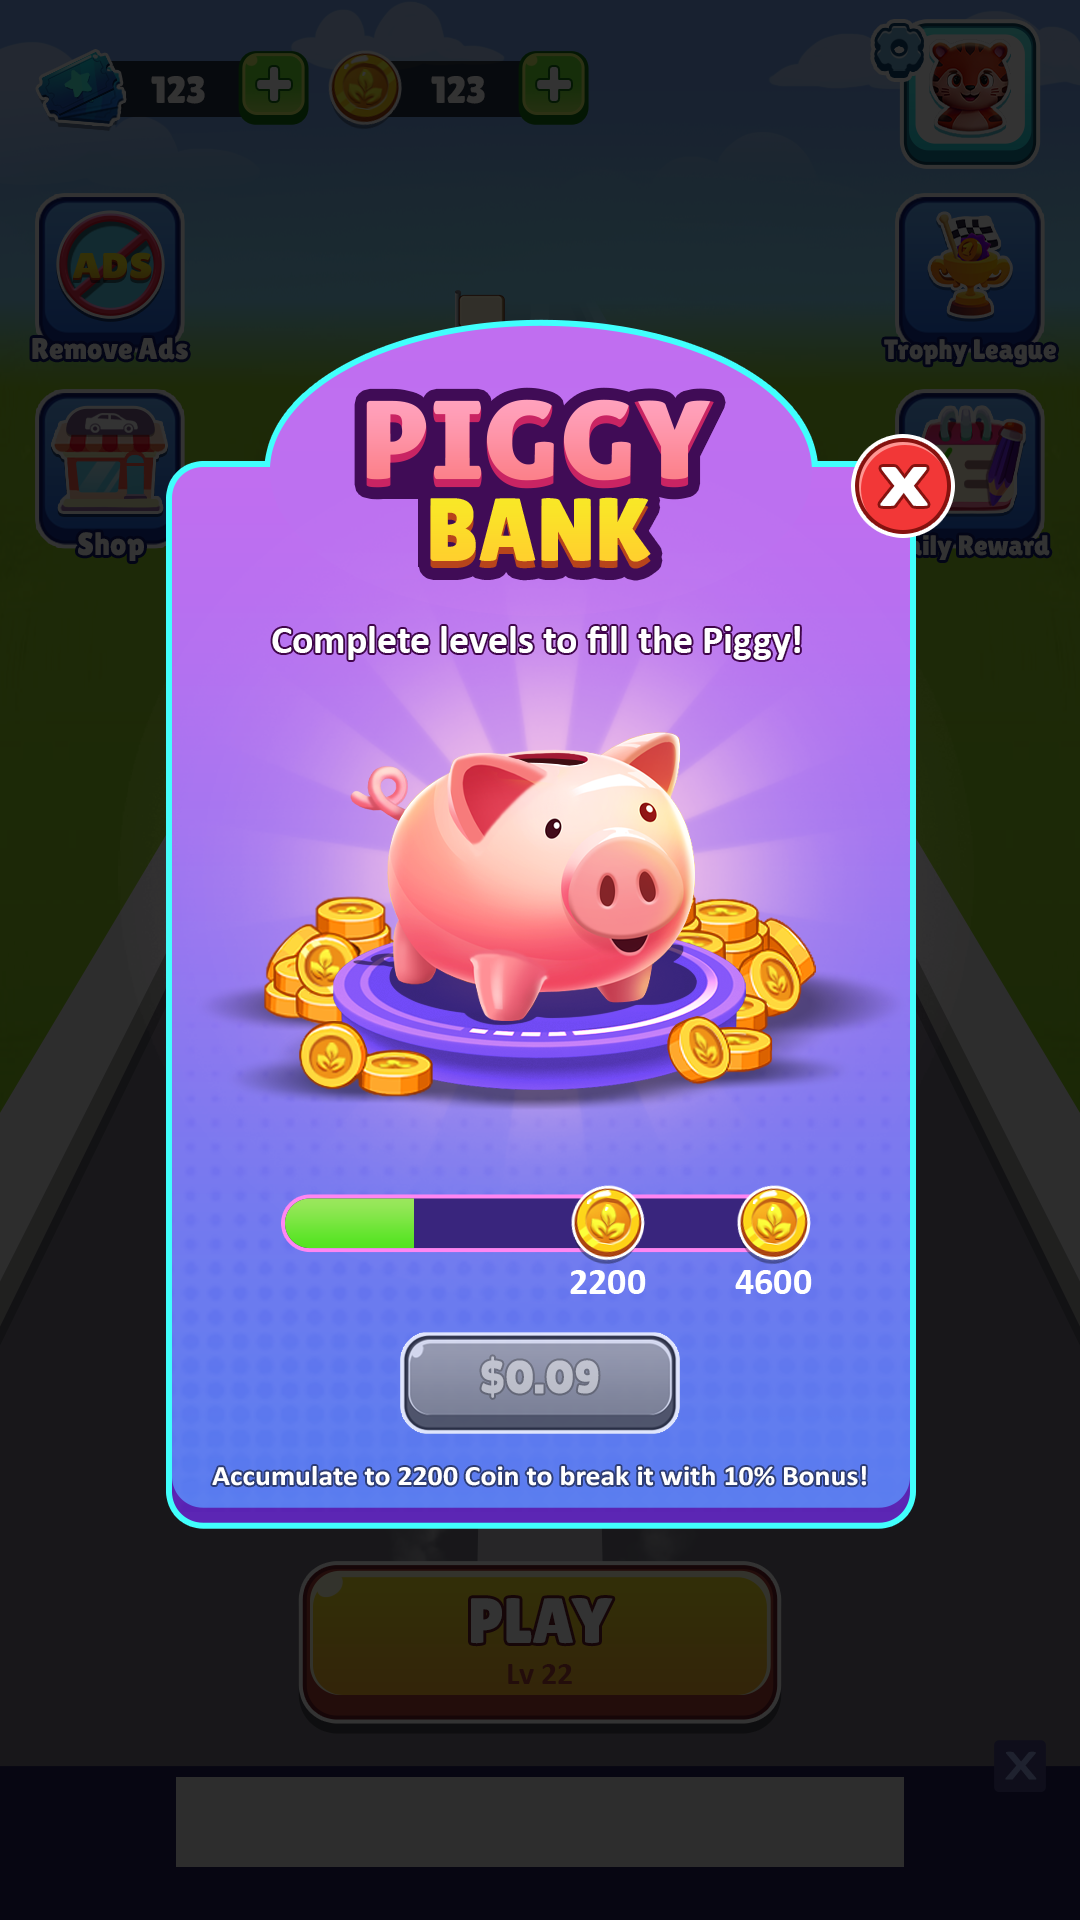 123
123
ADS
Remove Ads
Trophy League
Shop
aily Reward
PIGGY
BANK
Complete levels to fill the Piggy!
2200
4600
$0.09
Accumulate to 2200 Coin to break it with 10% Bonus!
PLAY
Lv 22